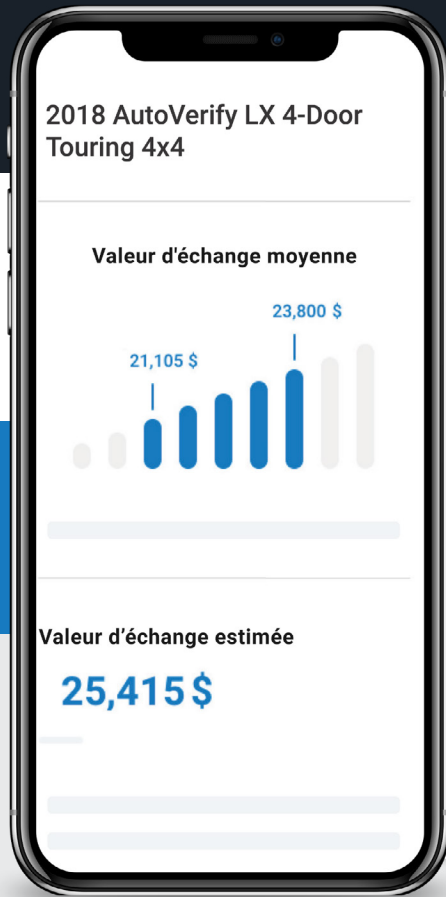 2018 AutoVerify LX 4-Door
Touring 4x4
Valeur d'échange moyenne
23,800 $
21,105 $
Valeur d’échange estimée
25,415 $